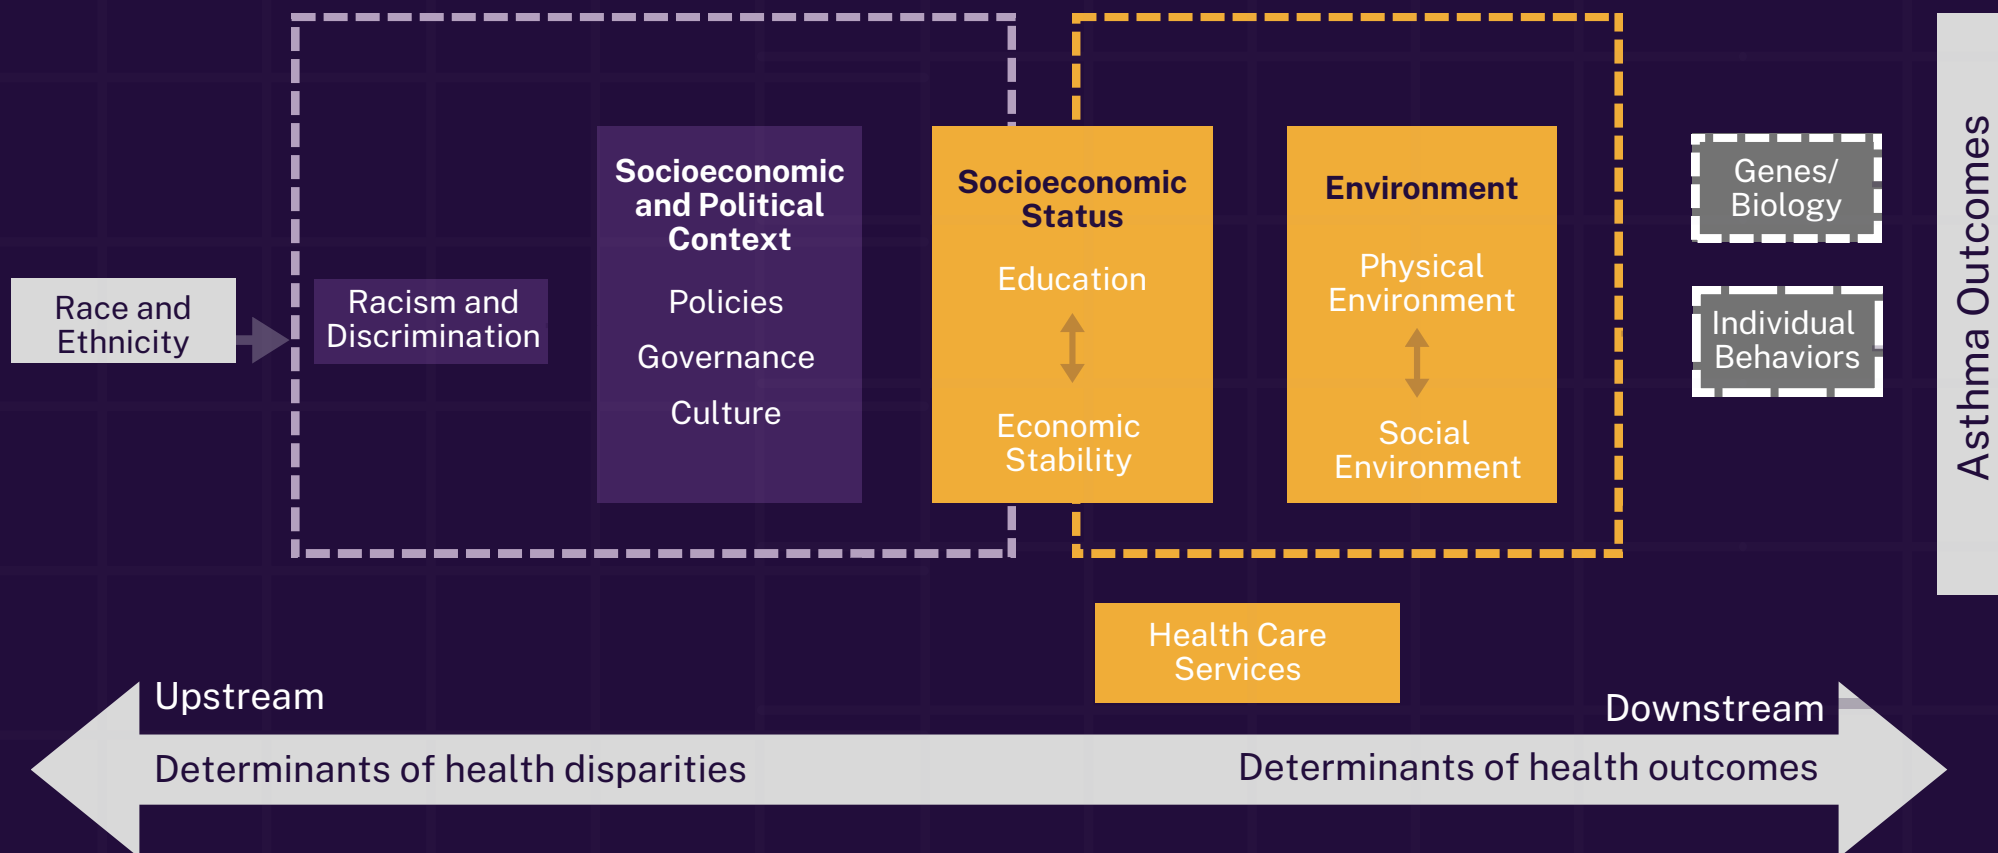 Race and
Ethnicity
Racism and
Discrimination
Socioeconomic
and Political
Context
Policies
Governance
Culture
Socioeconomic
Status
Education
Economic
Stability
Environment
Physical
Environment
Social
Environment
Genes/
Biology
Individual
Behaviors
Asthma Outcomes
Health Care
Services
Upstream
Downstream
Determinants of health disparities
Determinants of health outcomes